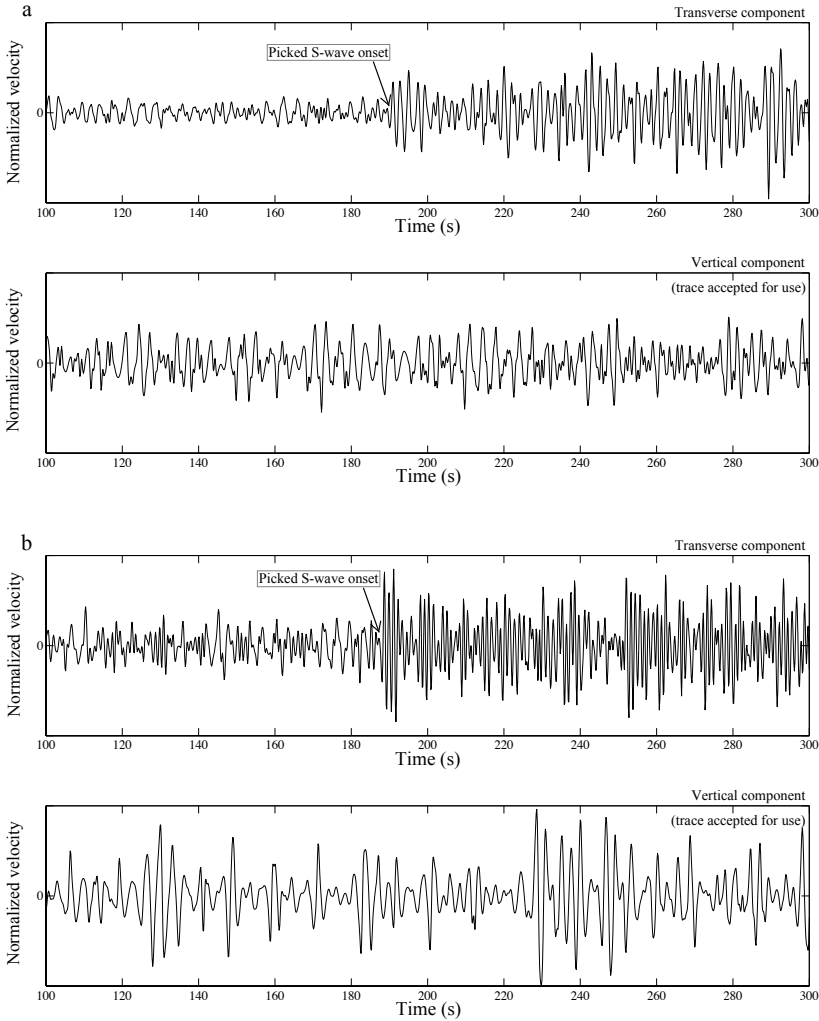 a
Transverse component
Picked S-wave onset
Normalized velocity
0
100 120 140 160 180 200 220 240 260 280 300
Time (s)
Vertical component
(trace accepted for use)
Normalized velocity
0
100 120 140 160 180 200 220 240 260 280 300
Time (s)
b
Transverse component
Picked S-wave onset
Normalized velocity
0
100 120 140 160 180 200 220 240 260 280 300
Time (s)
Vertical component
(trace accepted for use)
Normalized velocity
0
100 120 140 160 180 200 220 240 260 280 300
Time (s)